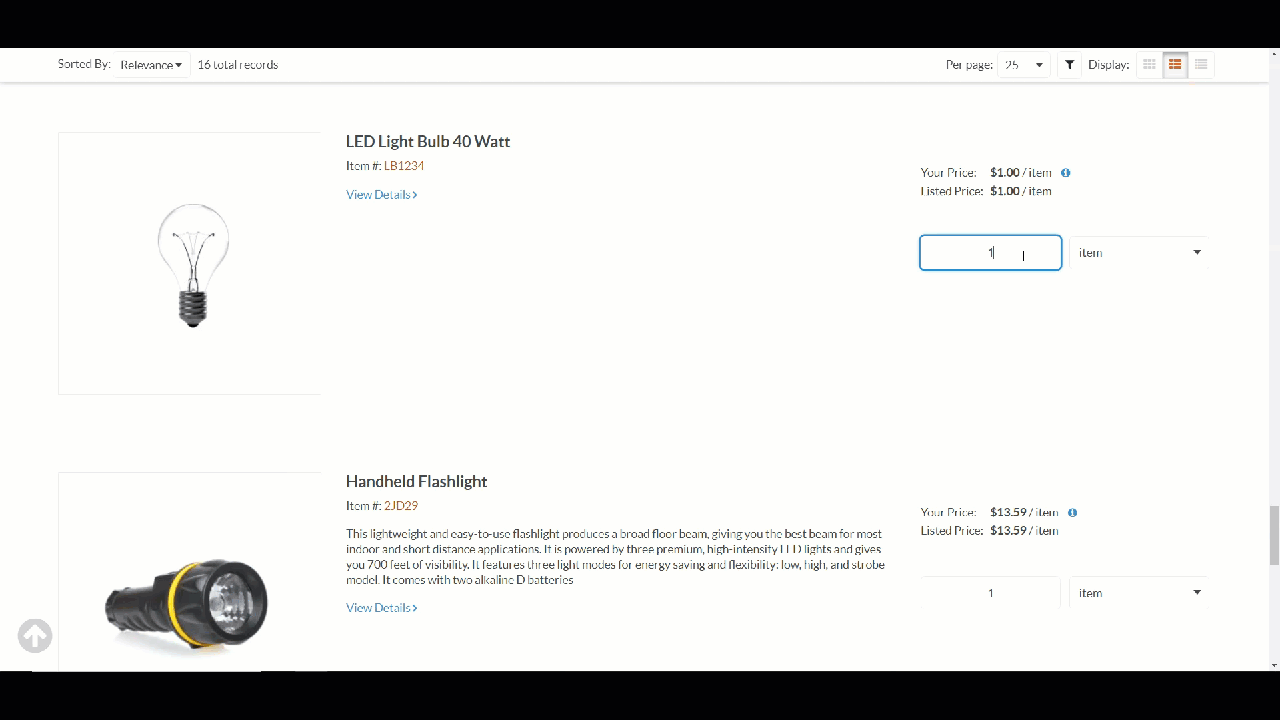 Sorted By: Relevance 16 total records Per page: 25 Display:
LED Light Bulb 40 Watt
Item #: LB1234
View Details
Your Price: $1.00 / item
Listed Price: $1.00 / item
1 item
Handheld Flashlight
Item #: 2JD29
This lightweight and easy-to-use flashlight produces a broad floor beam, giving you the best beam for most
indoor and short distance applications. It is powered by three premium, high-intensity LED lights and gives
you 700 feet of visibility. It features three light modes for energy saving and flexibility: low, high, and strobe
model. It comes with two alkaline D batteries
View Details
Your Price: $13.59 / item
Listed Price: $13.59 / item
1 item